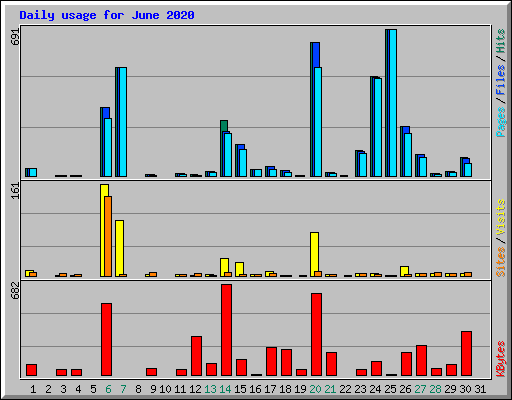 Daily usage for June 2020
691
Pages / Files / Hits
161
Sites / Visits
682
KBytes
1 2 3 4 5 6 7 8 9 10 11 12 13 14 15 16 17 18 19 20 21 22 23 24 25 26 27 28 29 30 31